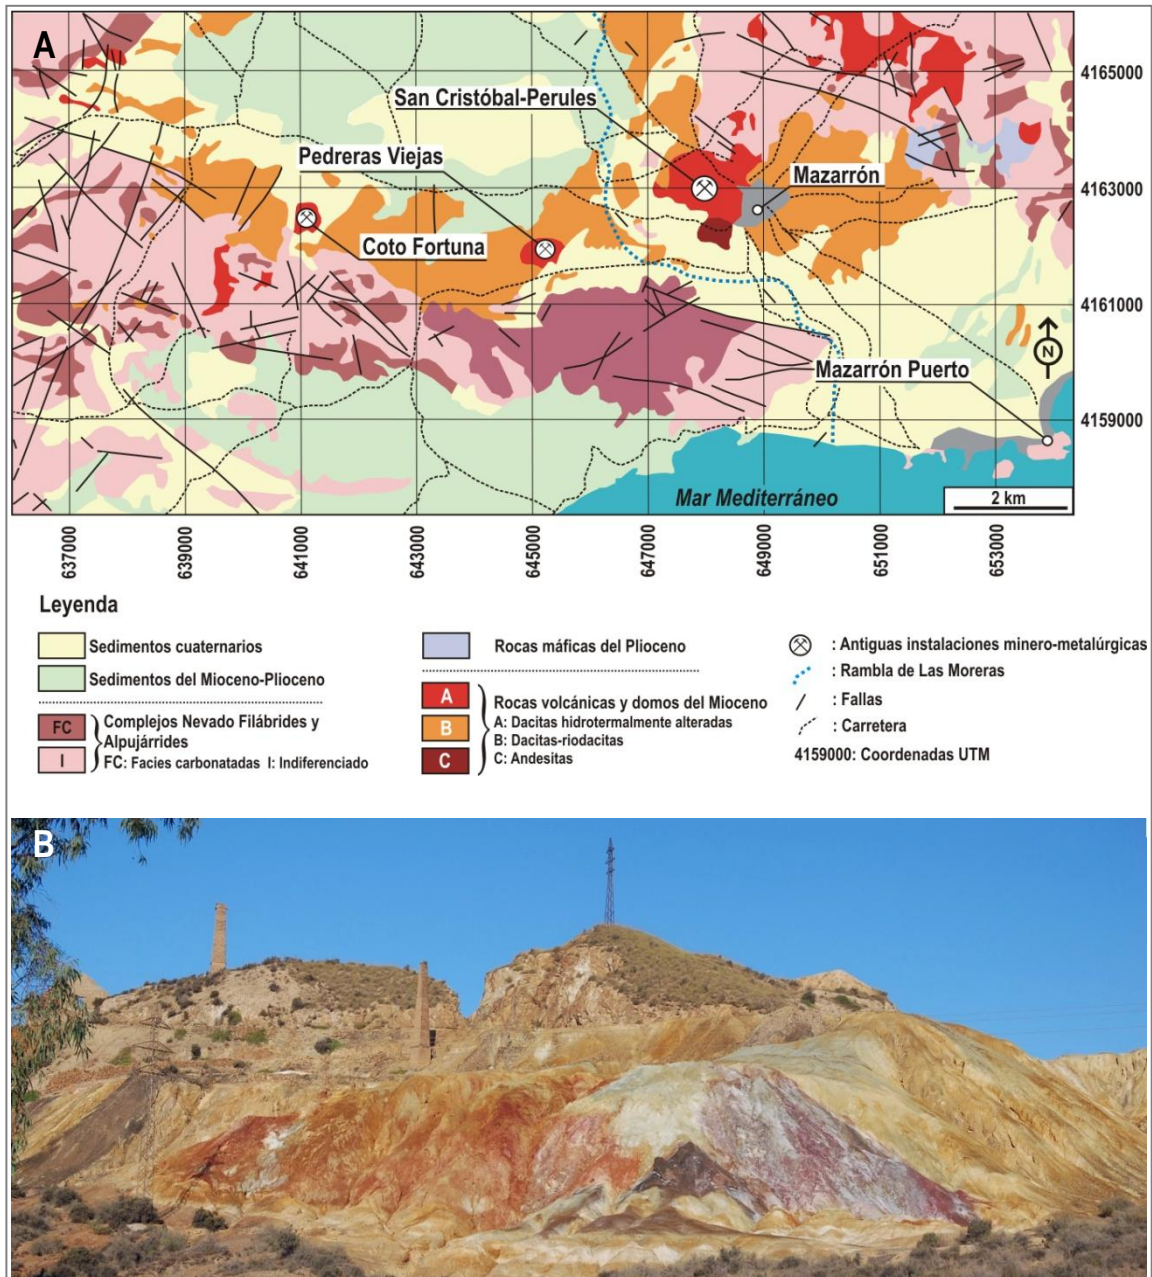 A
San Cristóbal-Perules
Pedreras Viejas
Mazarrón
Coto Fortuna
Mazarrón Puerto
N
Mar Mediterráneo
2 km
4165000
4163000
4161000
4159000
637000
639000
641000
643000
645000
647000
649000
651000
653000
Leyenda
Sedimentos cuaternarios
Sedimentos del Mioceno-Plioceno
FC
I
Complejos Nevado Filábrides y
Alpujárrides
FC: Facies carbonatadas I: Indiferenciado
Rocas máficas del Plioceno
A
B
C
Rocas volcánicas y domos del Mioceno
A: Dacitas hidrotermalmente alteradas
B: Dacitas-riodacitas
C: Andesitas
: Antiguas instalaciones minero-metalúrgicas
: Rambla de Las Moreras
: Fallas
: Carretera
4159000: Coordenadas UTM
B